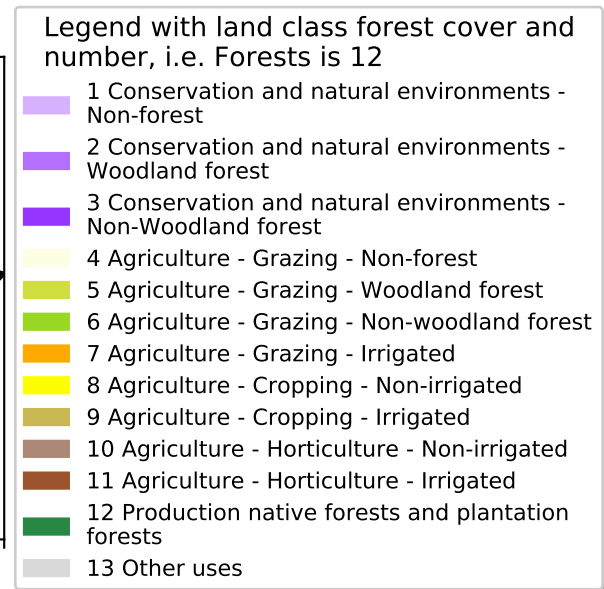 Legend with land class forest cover and
number, i.e. Forests is 12
1 Conservation and natural environments -
Non-forest
2 Conservation and natural environments -
Woodland forest
3 Conservation and natural environments -
Non-Woodland forest
4 Agriculture - Grazing - Non-forest
5 Agriculture - Grazing - Woodland forest
6 Agriculture - Grazing - Non-woodland forest
7 Agriculture - Grazing - Irrigated
8 Agriculture - Cropping - Non-irrigated
9 Agriculture - Cropping - Irrigated
10 Agriculture - Horticulture - Non-irrigated
11 Agriculture - Horticulture - Irrigated
12 Production native forests and plantation
forests
13 Other uses